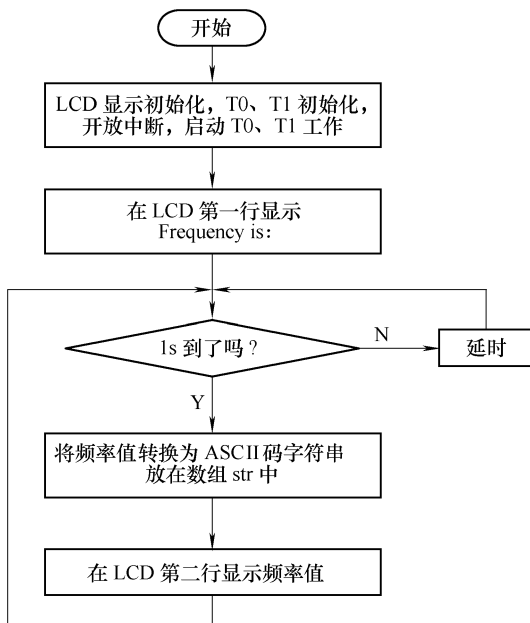 开始
LCD 显示初始化，T0、T1 初始化，
开放中断，启动 T0、T1 工作
在 LCD 第一行显示
Frequency is:
1s 到了吗？
N
延时
Y
将频率值转换为 ASCII 码字符串
放在数组 str 中
在 LCD 第二行显示频率值